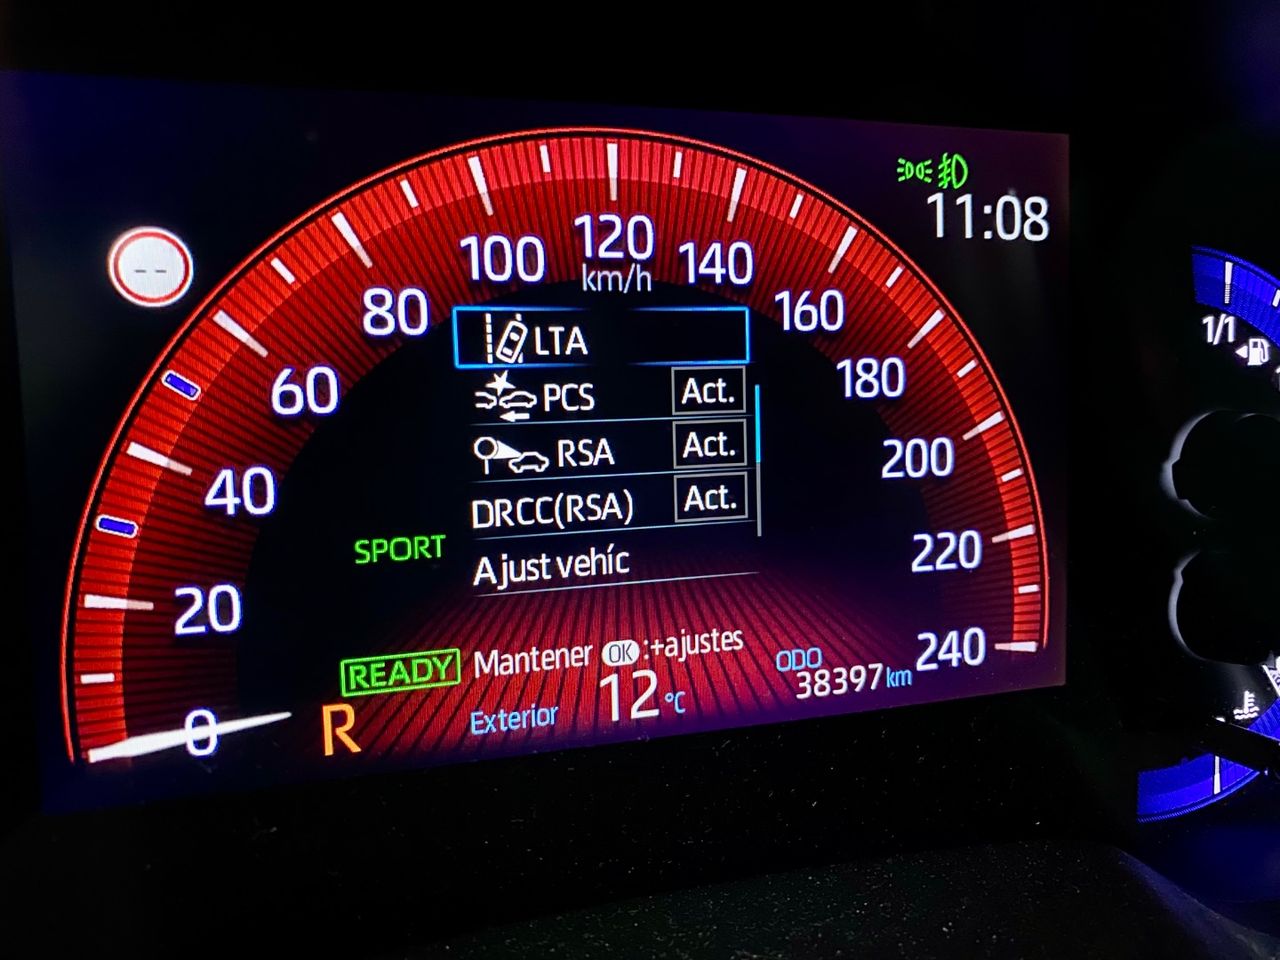 11:08
--
0
20
40
60
80
100
120
km/h
140
160
180
200
220
240
LTA
PCS Act.
RSA Act.
DRCC(RSA) Act.
Ajust vehíc
SPORT
READY
Mantener OK:+ajustes
ODO
38397 km
Exterior 12 °C
R
1/1